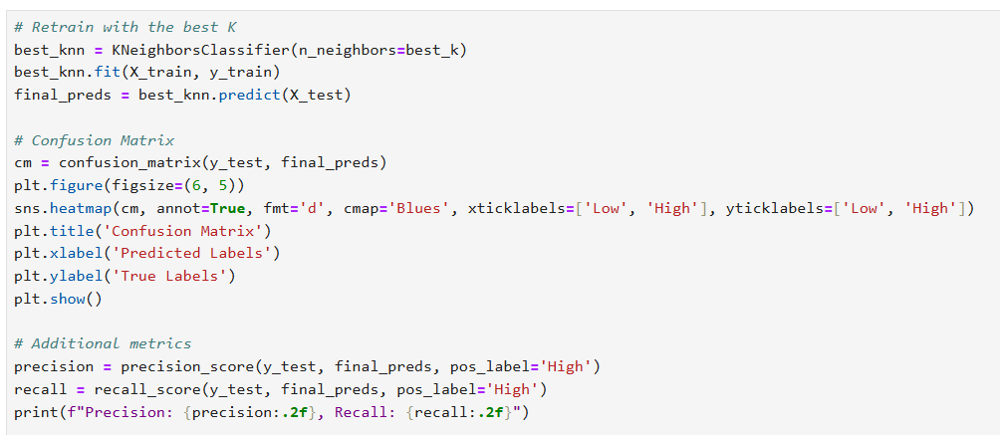 # Retrain with the best K
best_knn = KNeighborsClassifier(n_neighbors=best_k)
best_knn.fit(X_train, y_train)
final_preds = best_knn.predict(X_test)
# Confusion Matrix
cm = confusion_matrix(y_test, final_preds)
plt.figure(figsize=(6, 5))
sns.heatmap(cm, annot=True, fmt='d', cmap='Blues', xticklabels=['Low', 'High'], yticklabels=['Low', 'High'])
plt.title('Confusion Matrix')
plt.xlabel('Predicted Labels')
plt.ylabel('True Labels')
plt.show()
# Additional metrics
precision = precision_score(y_test, final_preds, pos_label='High')
recall = recall_score(y_test, final_preds, pos_label='High')
print(f"Precision: {precision:.2f}, Recall: {recall:.2f}")